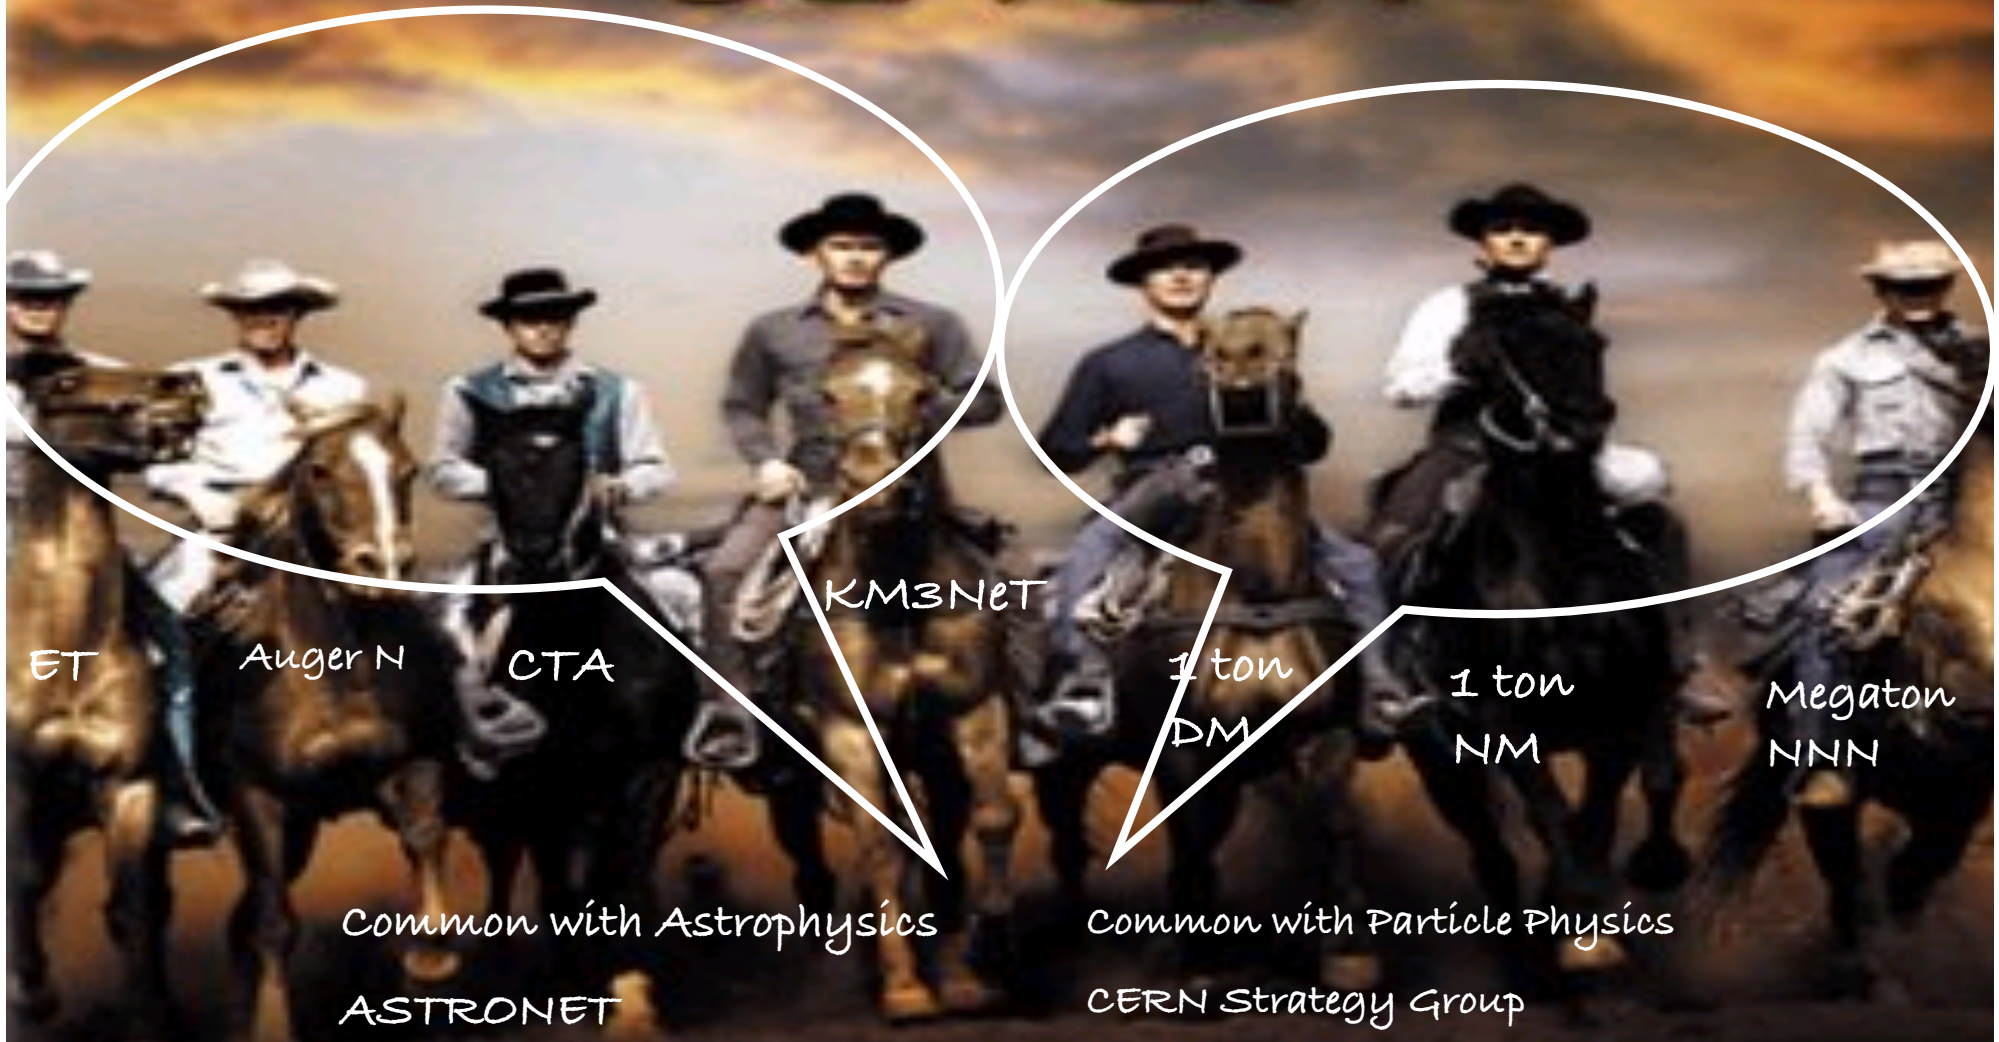 KM3NeT
ET
Auger N
CTA
1 ton
DM
1 ton
NM
Megaton
NNN
Common with Astrophysics
ASTRONET
Common with Particle Physics
CERN Strategy Group